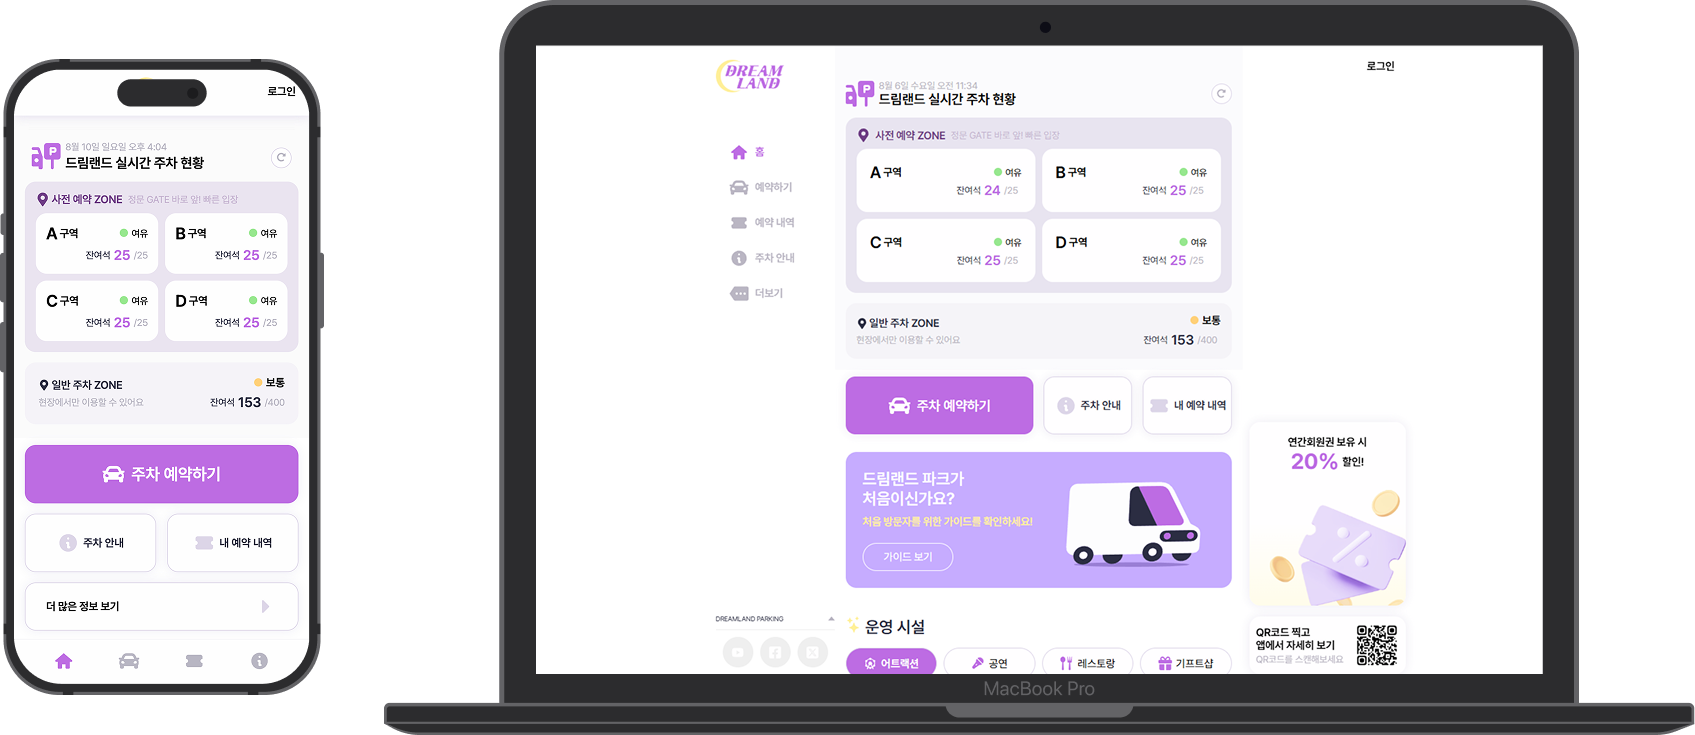 로그인
8월 10일 일요일 오후 4:04
드림랜드 실시간 주차 현황
사전 예약 ZONE 정문 GATE 바로 앞! 빠른 입장
A 구역 여유
잔여석 25 /25
B 구역 여유
잔여석 25 /25
C 구역 여유
잔여석 25 /25
D 구역 여유
잔여석 25 /25
일반 주차 ZONE 보통
현장에서만 이용할 수 있어요 잔여석 153 /400
주차 예약하기
주차 안내
내 예약 내역
더 많은 정보 보기
DREAM
LAND
홈
예약하기
예약 내역
주차 안내
더보기
DREAMLAND PARKING
8월 6일 수요일 오전 11:34
드림랜드 실시간 주차 현황
사전 예약 ZONE 정문 GATE 바로 앞! 빠른 입장
A 구역 여유
잔여석 24 /25
B 구역 여유
잔여석 25 /25
C 구역 여유
잔여석 25 /25
D 구역 여유
잔여석 25 /25
일반 주차 ZONE 보통
현장에서만 이용할 수 있어요 잔여석 153 /400
주차 예약하기
주차 안내
내 예약 내역
드림랜드 파크가
처음이신가요?
처음 방문자를 위한 가이드를 확인하세요!
가이드 보기
운영 시설
어트랙션
공연
레스토랑
기프트샵
로그인
연간회원권 보유 시
20% 할인!
QR코드 찍고
앱에서 자세히 보기
QR코드를 스캔해보세요
MacBook Pro